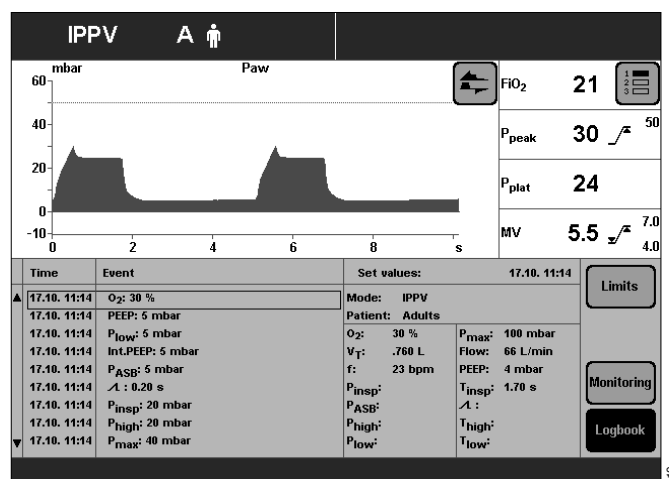 IPPV A
mbar Paw
60
40
20
0
-10
0 2 4 6 8 s
FiO2 21
1
2
3
Ppeak 30 50
Pplat 24
MV 5.5 7.0
4.0
Time Event
17.10. 11:14 O2: 30 %
17.10. 11:14 PEEP: 5 mbar
17.10. 11:14 Plow: 5 mbar
17.10. 11:14 Int.PEEP: 5 mbar
17.10. 11:14 PASB: 5 mbar
17.10. 11:14 : 0.20 s
17.10. 11:14 Pinsp: 20 mbar
17.10. 11:14 Phigh: 20 mbar
17.10. 11:14 Pmax: 40 mbar
Set values: 17.10. 11:14
Mode: IPPV
Patient: Adults
O2: 30 % Pmax: 100 mbar
VT: .760 L Flow: 66 L/min
f: 23 bpm PEEP: 4 mbar
Pinsp: Tinsp: 1.70 s
PASB: :
Phigh: Thigh:
Plow: Tlow:
Limits
Monitoring
Logbook